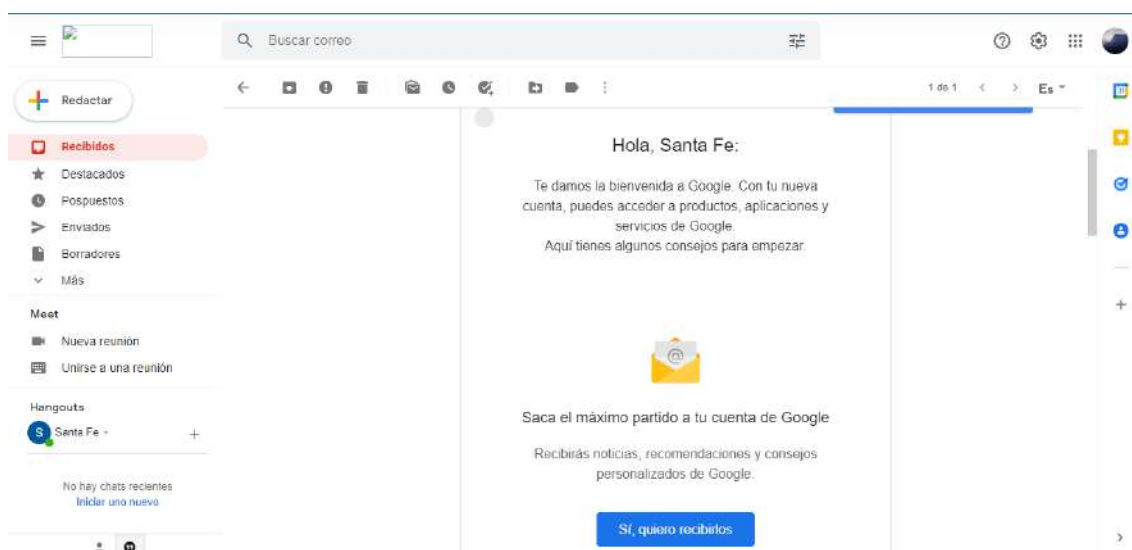 Buscar correo
Redactar
1 de 1
Es
Recibidos
Destacados
Pospuestos
Enviados
Borradores
Más
Meet
Nueva reunión
Unirse a una reunión
Hangouts
S
Santa Fe
No hay chats recientes
Iniciar uno nuevo
Hola, Santa Fe:
Te damos la bienvenida a Google. Con tu nueva
cuenta, puedes acceder a productos, aplicaciones y
servicios de Google.
Aquí tienes algunos consejos para empezar.
@
Saca el máximo partido a tu cuenta de Google
Recibirás noticias, recomendaciones y consejos
personalizados de Google.
Sí, quiero recibirlos